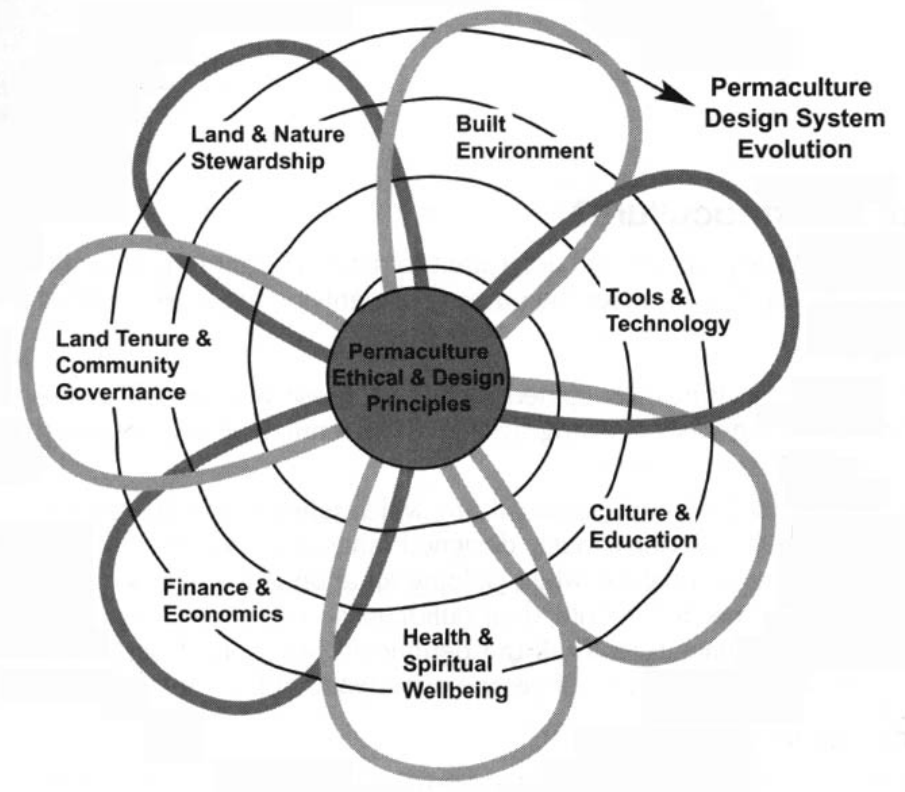 Permaculture
Design System
Evolution
Land & Nature
Stewardship
Built
Environment
Tools &
Technology
Land Tenure &
Community
Governance
Permaculture
Ethical & Design
Principles
Culture &
Education
Finance &
Economics
Health &
Spiritual
Wellbeing